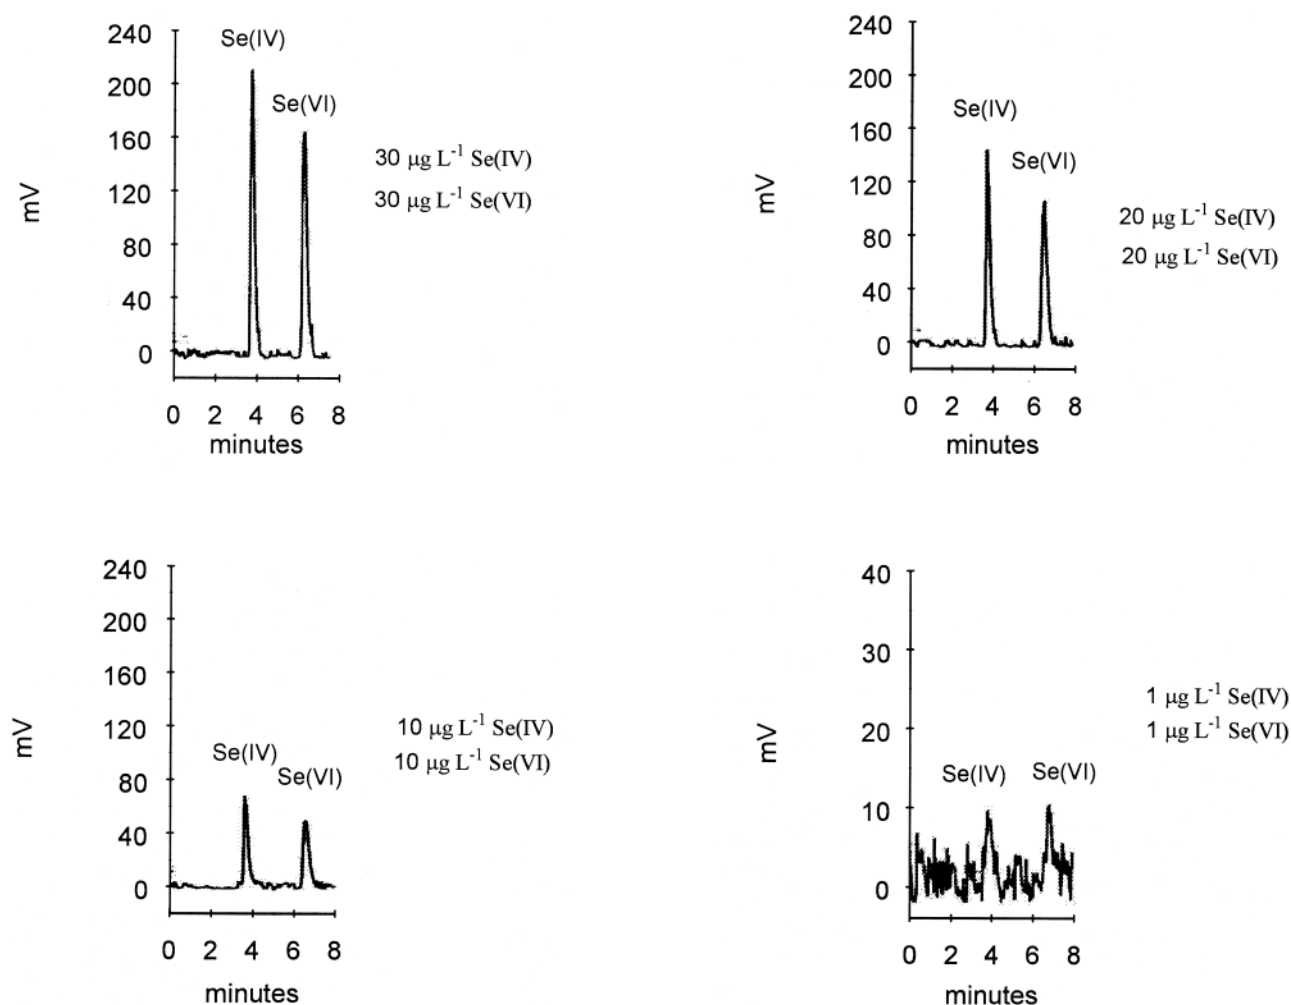 240
200
160
120
80
40
0
mV
Se(IV)
Se(VI)
30 µg L-1 Se(IV)
30 µg L-1 Se(VI)
0 2 4 6 8
minutes
240
200
160
120
80
40
0
mV
Se(IV)
Se(VI)
20 µg L-1 Se(IV)
20 µg L-1 Se(VI)
0 2 4 6 8
minutes
240
200
160
120
80
40
0
mV
Se(IV)
Se(VI)
10 µg L-1 Se(IV)
10 µg L-1 Se(VI)
0 2 4 6 8
minutes
40
30
20
10
0
mV
Se(IV)
Se(VI)
1 µg L-1 Se(IV)
1 µg L-1 Se(VI)
0 2 4 6 8
minutes